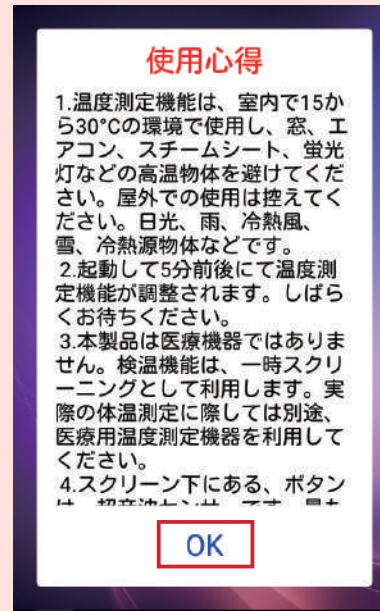 使用心得
1.温度測定機能は、室内で15か
ら30°Cの環境で使用し、窓、エ
アコン、スチームシート、蛍光
灯などの高温物体を避けてくだ
さい。屋外での使用は控えてく
ださい。日光、雨、冷熱風、
雪、冷熱源物体などです。
2.起動して5分前後にて温度測
定機能が調整されます。しばら
くお待ちください。
3.本製品は医療機器ではありま
せん。検温機能は、一時スクリ
ーニングとして利用します。実
際の体温測定に際しては別途、
医療用温度測定機器を利用して
ください。
4.スクリーン下にある、ボタン
OK